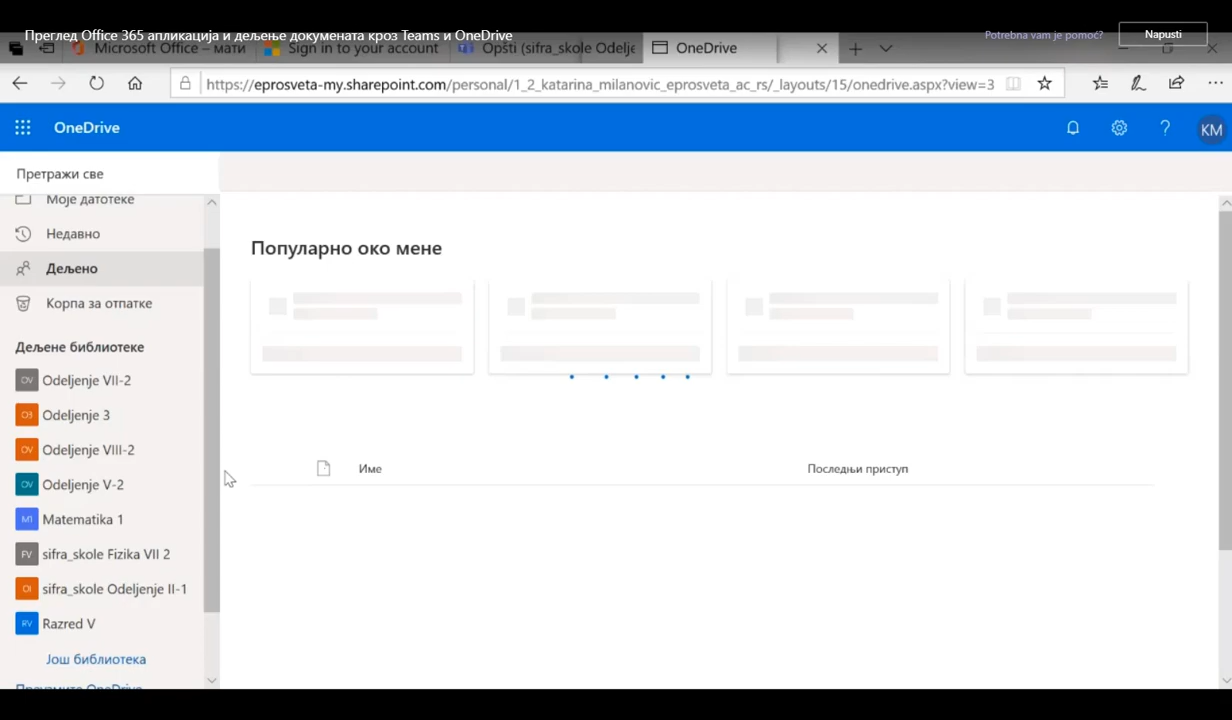 Преглед Office 365 апликација и дељење докумената кроз Teams и OneDrive
Potrebna vam je pomoć?
Napusti
Microsoft Office – мати
Sign in to your account
Opšti (sifra_skole Odelje
OneDrive
https://eprosveta-my.sharepoint.com/personal/1_2_katarina_milanovic_eprosveta_ac_rs/_layouts/15/onedrive.aspx?view=3
OneDrive
KM
Претражи све
Моје датотеке
Недавно
Дељено
Корпа за отпатке
Дељене библиотеке
OV Odeljenje VII-2
O3 Odeljenje 3
OV Odeljenje VIII-2
OV Odeljenje V-2
M1 Matematika 1
FV sifra_skole Fizika VII 2
OI sifra_skole Odeljenje II-1
RV Razred V
Још библиотека
Преузмите OneDrive
Популарно око мене
Име
Последњи приступ